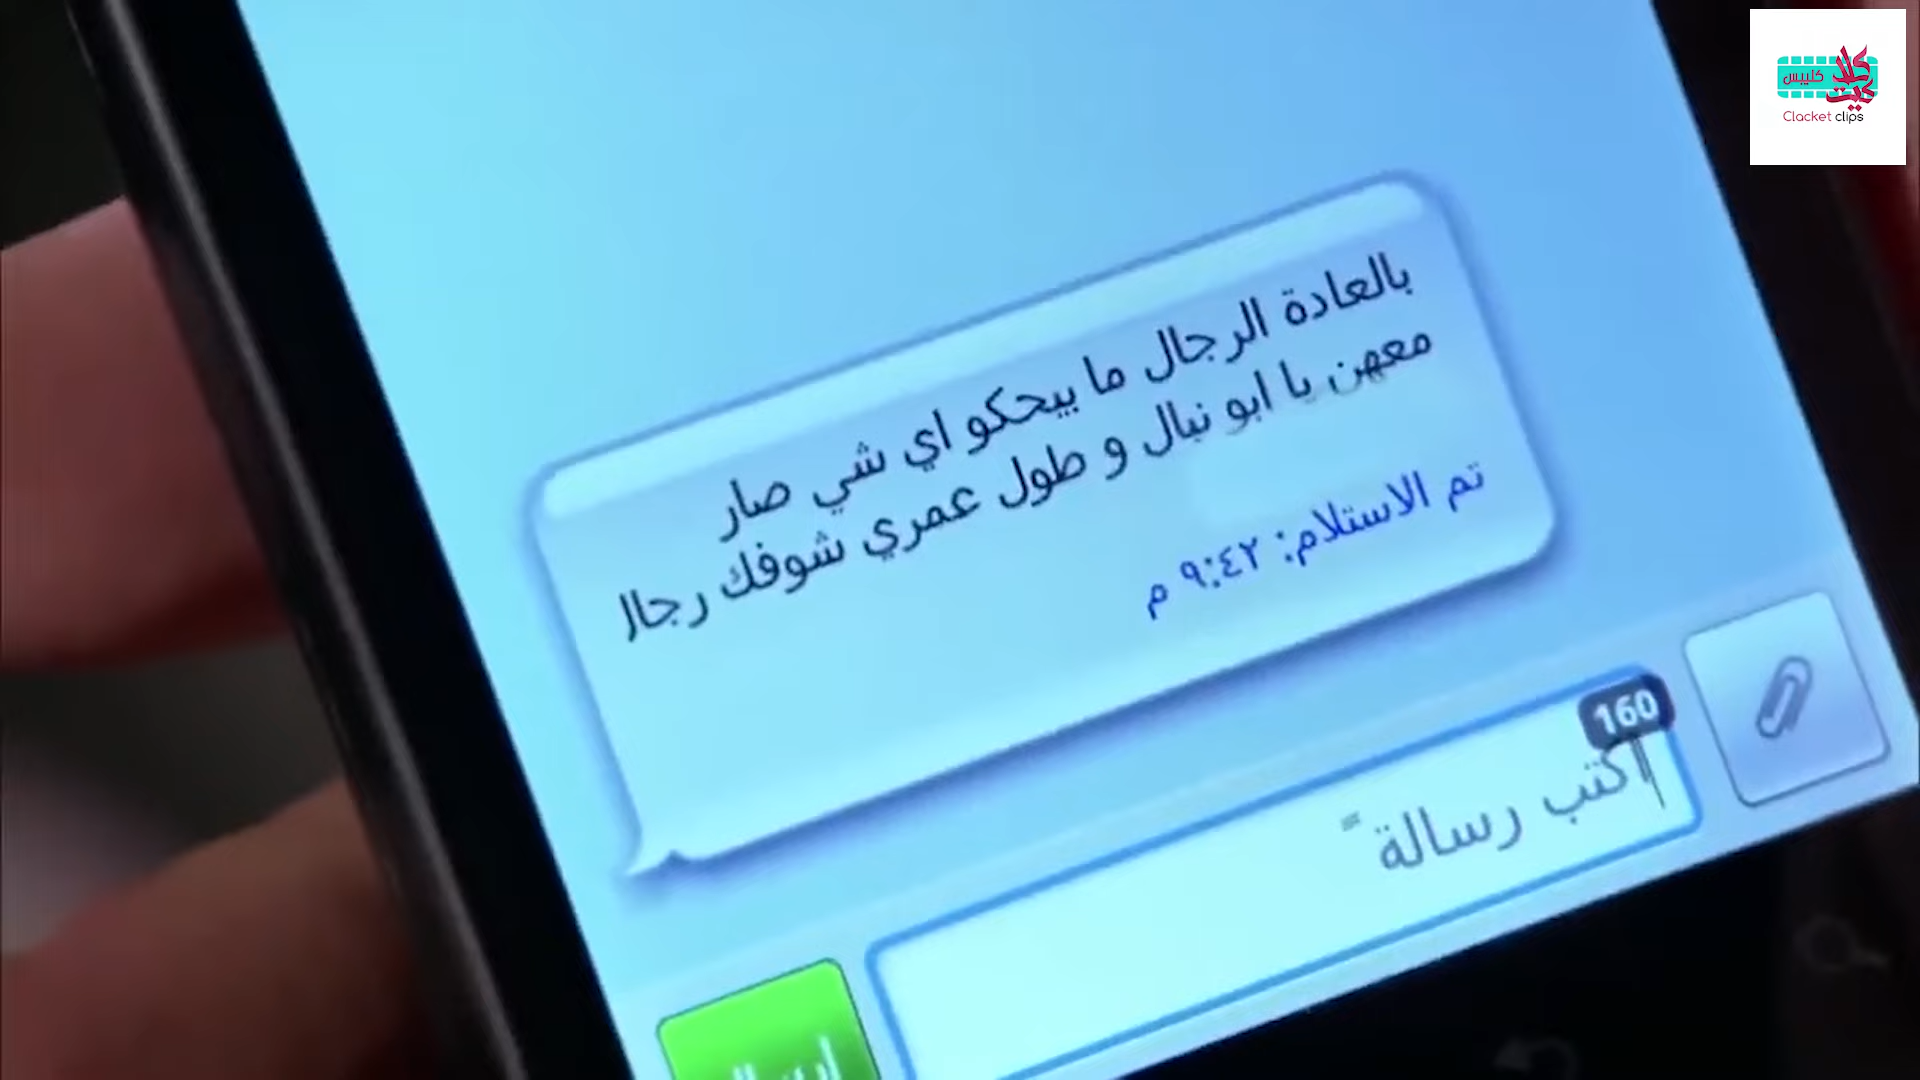 كلاكيت
كليبس
Clacket clips
بالعادة الرجال ما بيحكو اي شي صار
معهن يا ابو نبال و طول عمري شوفك رجال
تم الاستلام: ٩:٤٢ م
160
اكتب رسالة
إرسال